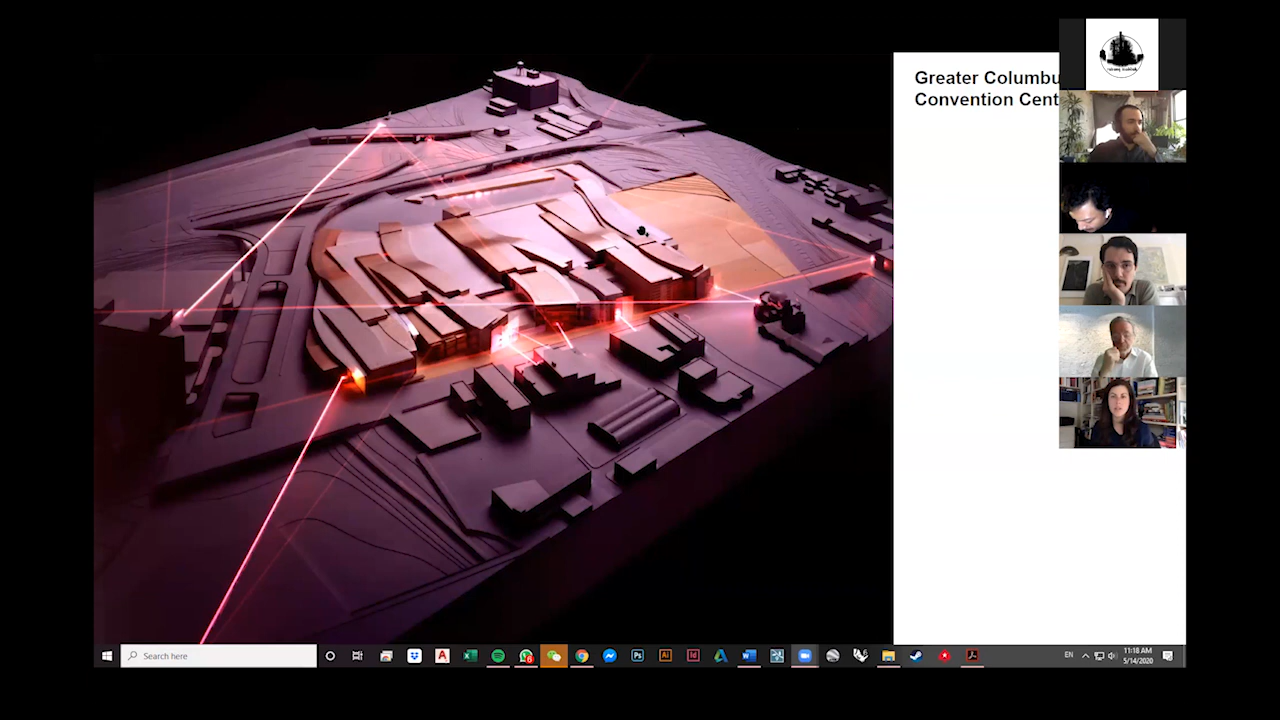 Greater Columbu
Convention Cent
Search here
EN
11:18 AM
5/14/2020